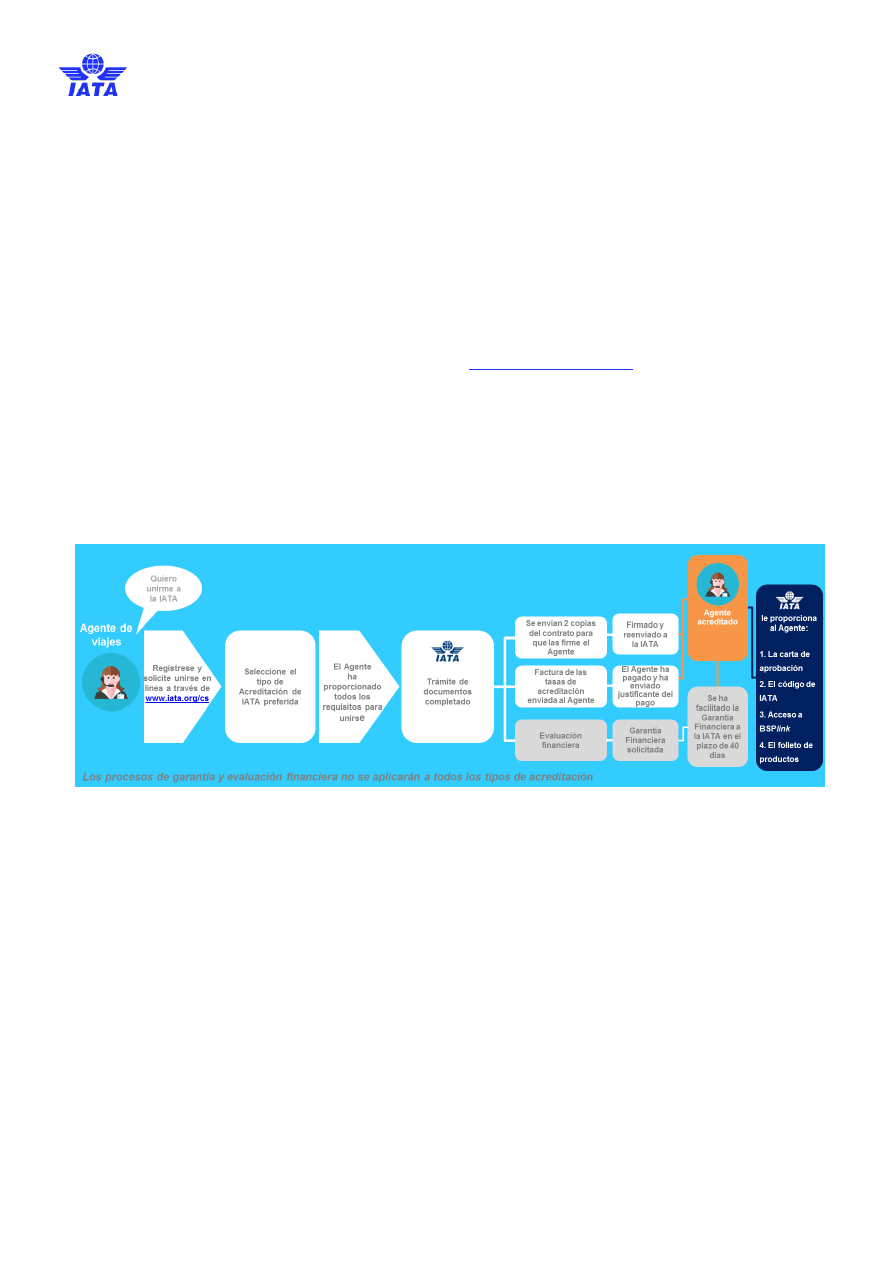 IATA
Quiero
unirme a
la IATA
Agente de
viajes
Regístrese y
solicite unirse en
línea a través de
www.iata.org/cs
Seleccione el
tipo de
Acreditación de
IATA preferida
El Agente
ha
proporcionado
todos los
requisitos para
unirse
IATA
Trámite de
documentos
completado
Se envían 2 copias
del contrato para
que las firme el
Agente
Firmado y
reenviado a
la IATA
Factura de las
tasas de
acreditación
enviada al Agente
El Agente ha
pagado y ha
enviado
justificante del
pago
Evaluación
financiera
Garantía
Financiera
solicitada
Agente
acreditado
Se ha
facilitado la
Garantía
Financiera a
la IATA en el
plazo de 40
días
IATA
le proporciona
al Agente:
1. La carta de
aprobación
2. El código de
IATA
3. Acceso a
BSPlink
4. El folleto de
productos
Los procesos de garantía y evaluación financiera no se aplicarán a todos los tipos de acreditación